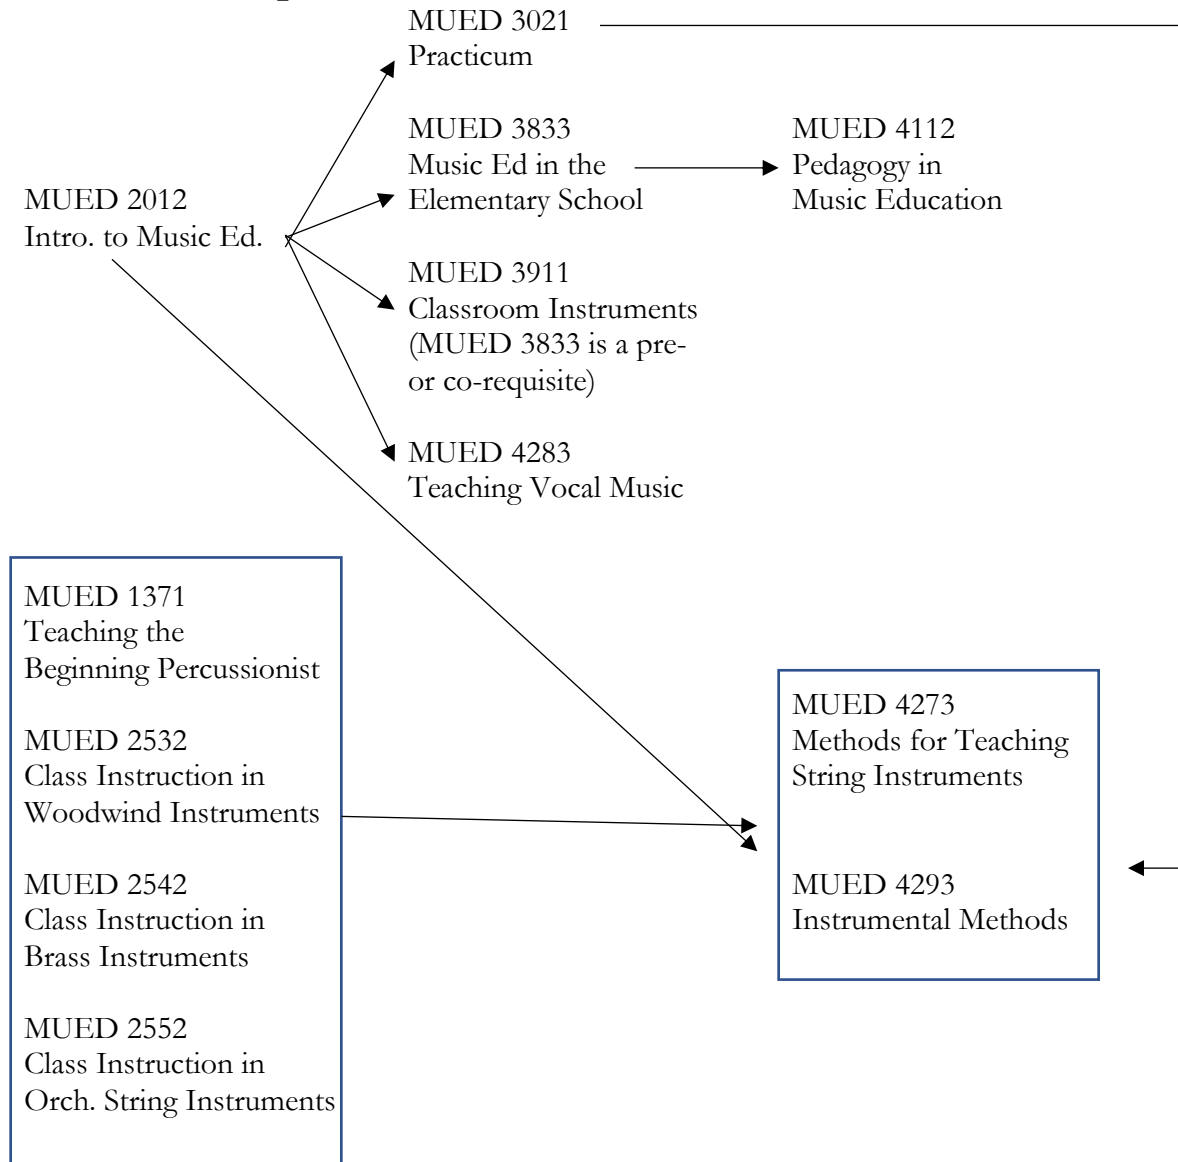 MUED 3021
Practicum
MUED 3833
Music Ed in the
Elementary School
MUED 4112
Pedagogy in
Music Education
MUED 2012
Intro. to Music Ed.
MUED 3911
Classroom Instruments
(MUED 3833 is a pre-
or co-requisite)
MUED 4283
Teaching Vocal Music
MUED 1371
Teaching the
Beginning Percussionist
MUED 2532
Class Instruction in
Woodwind Instruments
MUED 2542
Class Instruction in
Brass Instruments
MUED 2552
Class Instruction in
Orch. String Instruments
MUED 4273
Methods for Teaching
String Instruments
MUED 4293
Instrumental Methods